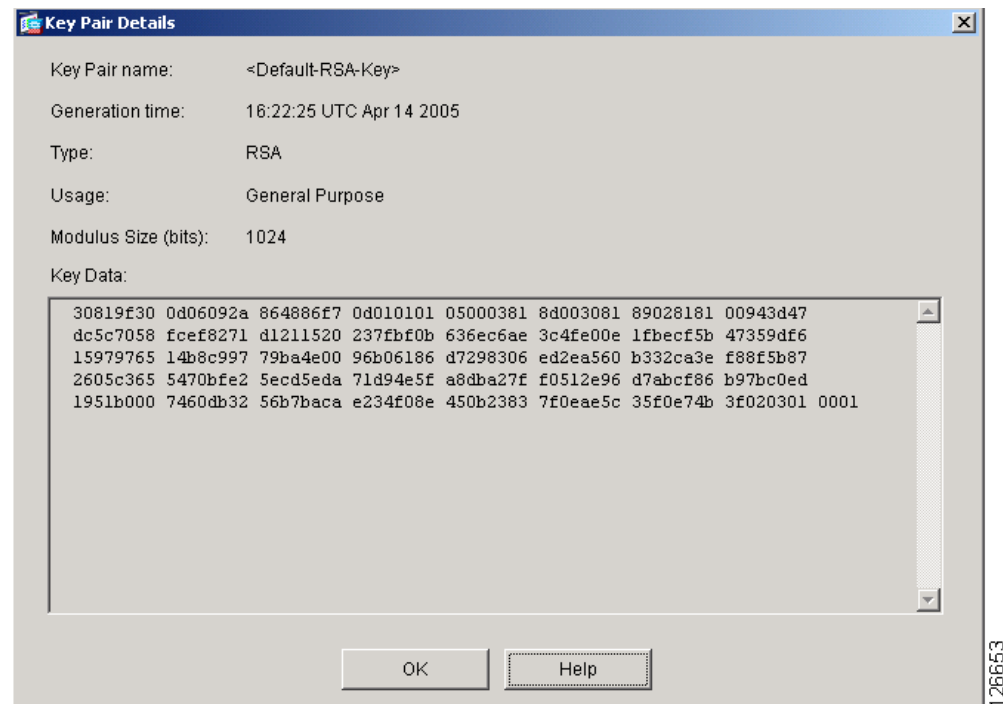 Key Pair Details
Key Pair name: <Default-RSA-Key>
Generation time: 16:22:25 UTC Apr 14 2005
Type: RSA
Usage: General Purpose
Modulus Size (bits): 1024
Key Data:
30819f30 0d06092a 864886f7 0d010101 05000381 8d003081 89028181 00943d47
dc5c7058 fcef8271 d1211520 237fbf0b 636ec6ae 3c4fe00e 1fbecf5b 47359df6
15979765 14b8c997 79ba4e00 96b06186 d7298306 ed2ea560 b332ca3e f88f5b87
2605c365 5470bfe2 5ecd5eda 71d94e5f a8dba27f f0512e96 d7abcf86 b97bc0ed
1951b000 7460db32 56b7baca e234f08e 450b2383 7f0eae5c 35f0e74b 3f020301 0001
OK Help
126653